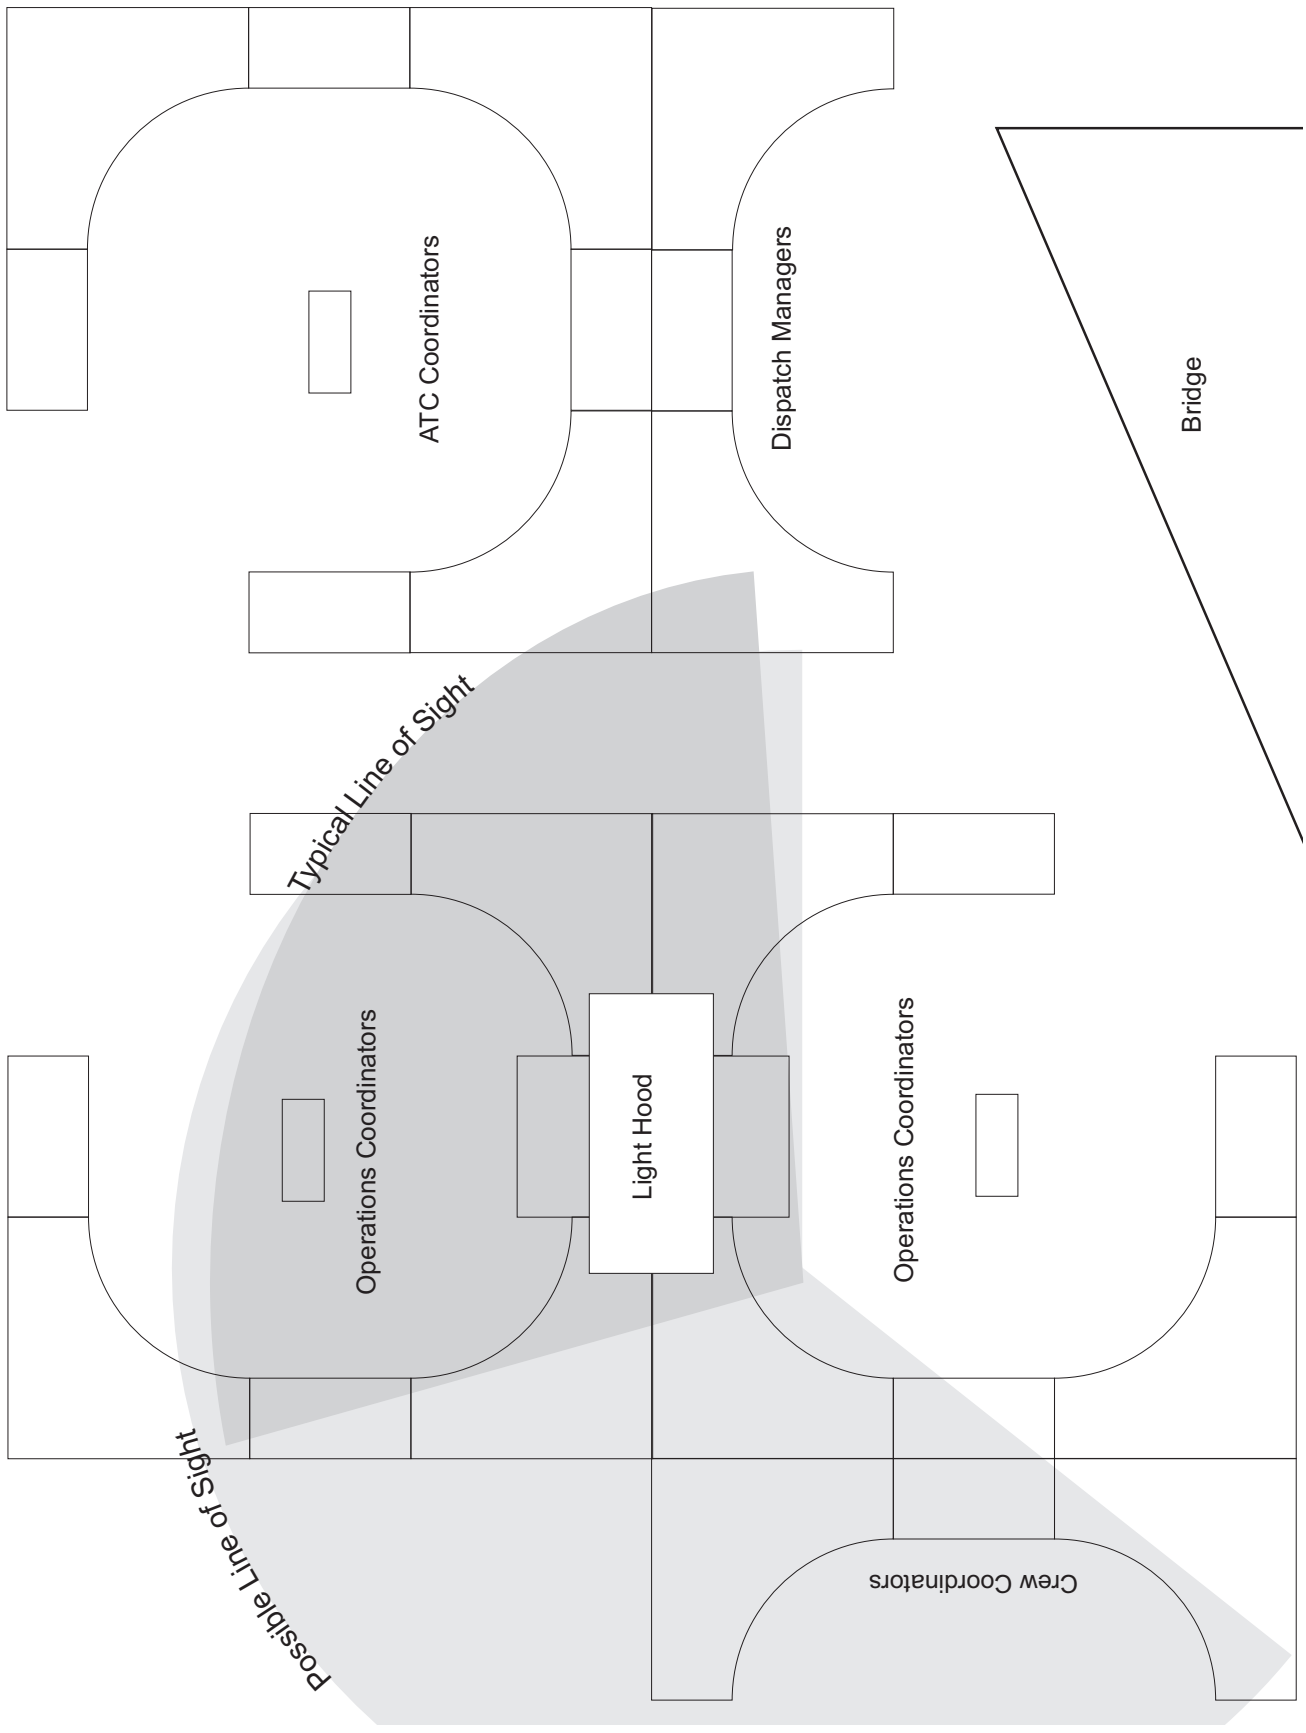 ATC Coordinators
Dispatch Managers
Bridge
Typical Line of Sight
Operations Coordinators
Light Hood
Operations Coordinators
Possible Line of Sight
Crew Coordinators